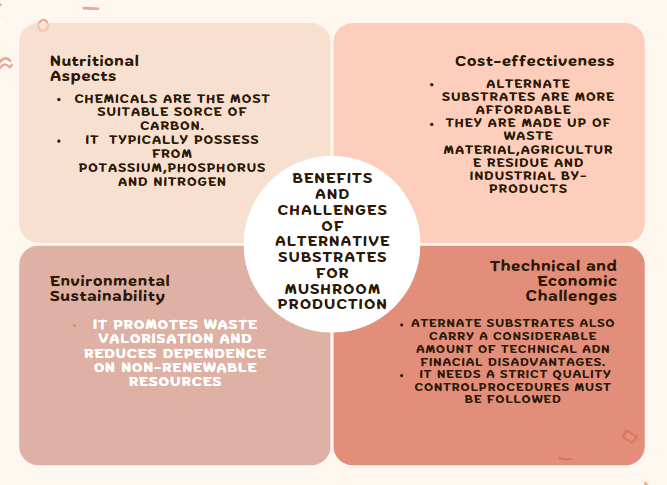 Nutritional
Aspects
• CHEMICALS ARE THE MOST
SUITABLE SORCE OF
CARBON.
• IT TYPICALLY POSSESS
FROM
POTASSIUM,PHOSPHORUS
AND NITROGEN
Cost-effectiveness
• ALTERNATE
SUBSTRATES ARE MORE
AFFORDABLE
• THEY ARE MADE UP OF
WASTE
MATERIAL,AGRICULTUR
E RESIDUE AND
INDUSTRIAL BY-
PRODUCTS
BENEFITS
AND
CHALLENGES
OF
ALTERNATIVE
SUBSTRATES
FOR
MUSHROOM
PRODUCTION
Environmental
Sustainability
• IT PROMOTES WASTE
VALORISATION AND
REDUCES DEPENDENCE
ON NON-RENEWABLE
RESOURCES
Thechnical and
Economic
Challenges
• ATERNATE SUBSTRATES ALSO
CARRY A CONSIDERABLE
AMOUNT OF TECHNICAL ADN
FINACIAL DISADVANTAGES.
• IT NEEDS A STRICT QUALITY
CONTROLPROCEDURES MUST
BE FOLLOWED